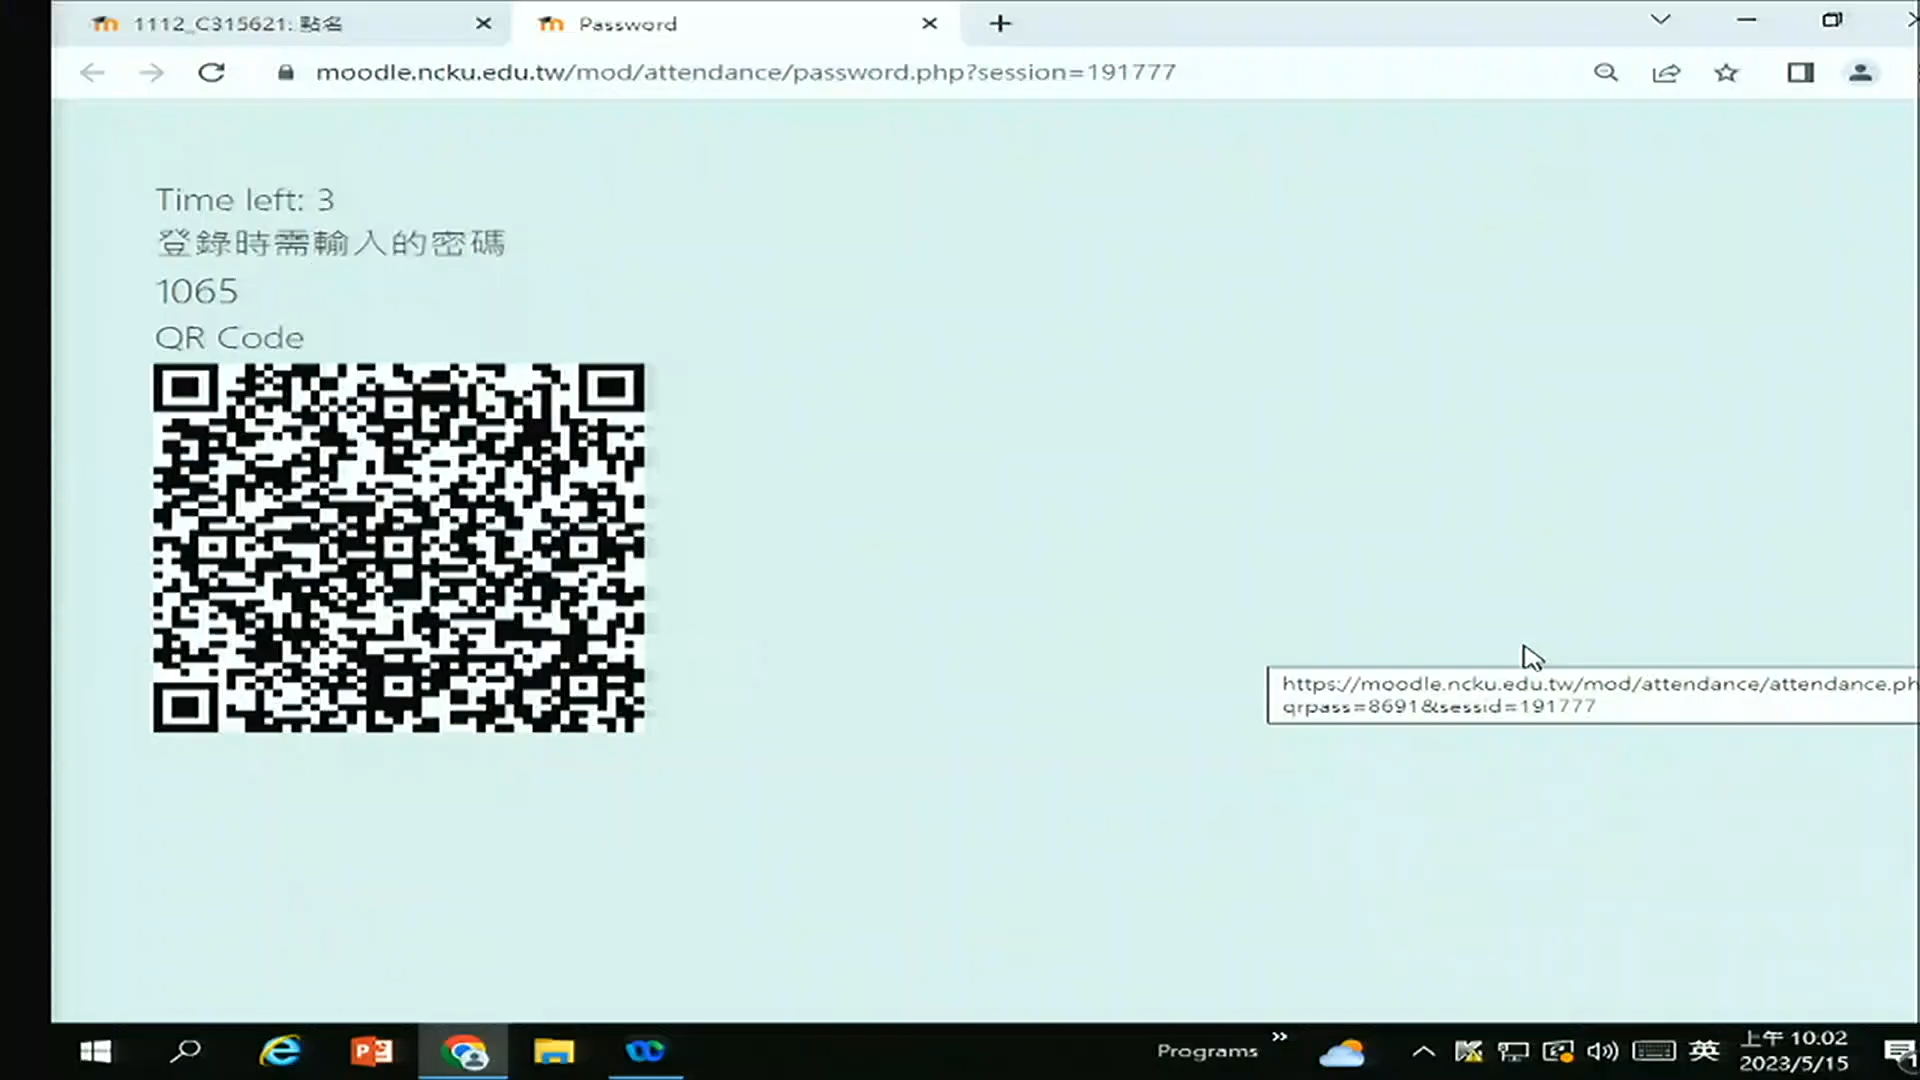 1112_C315621: 點名
Password
moodle.ncku.edu.tw/mod/attendance/password.php?session=191777
Time left: 3
登錄時需輸入的密碼
1065
QR Code
https://moodle.ncku.edu.tw/mod/attendance/attendance.ph
qrpass=8691&sessid=191777
Programs
英
上午 10:02
2023/5/15